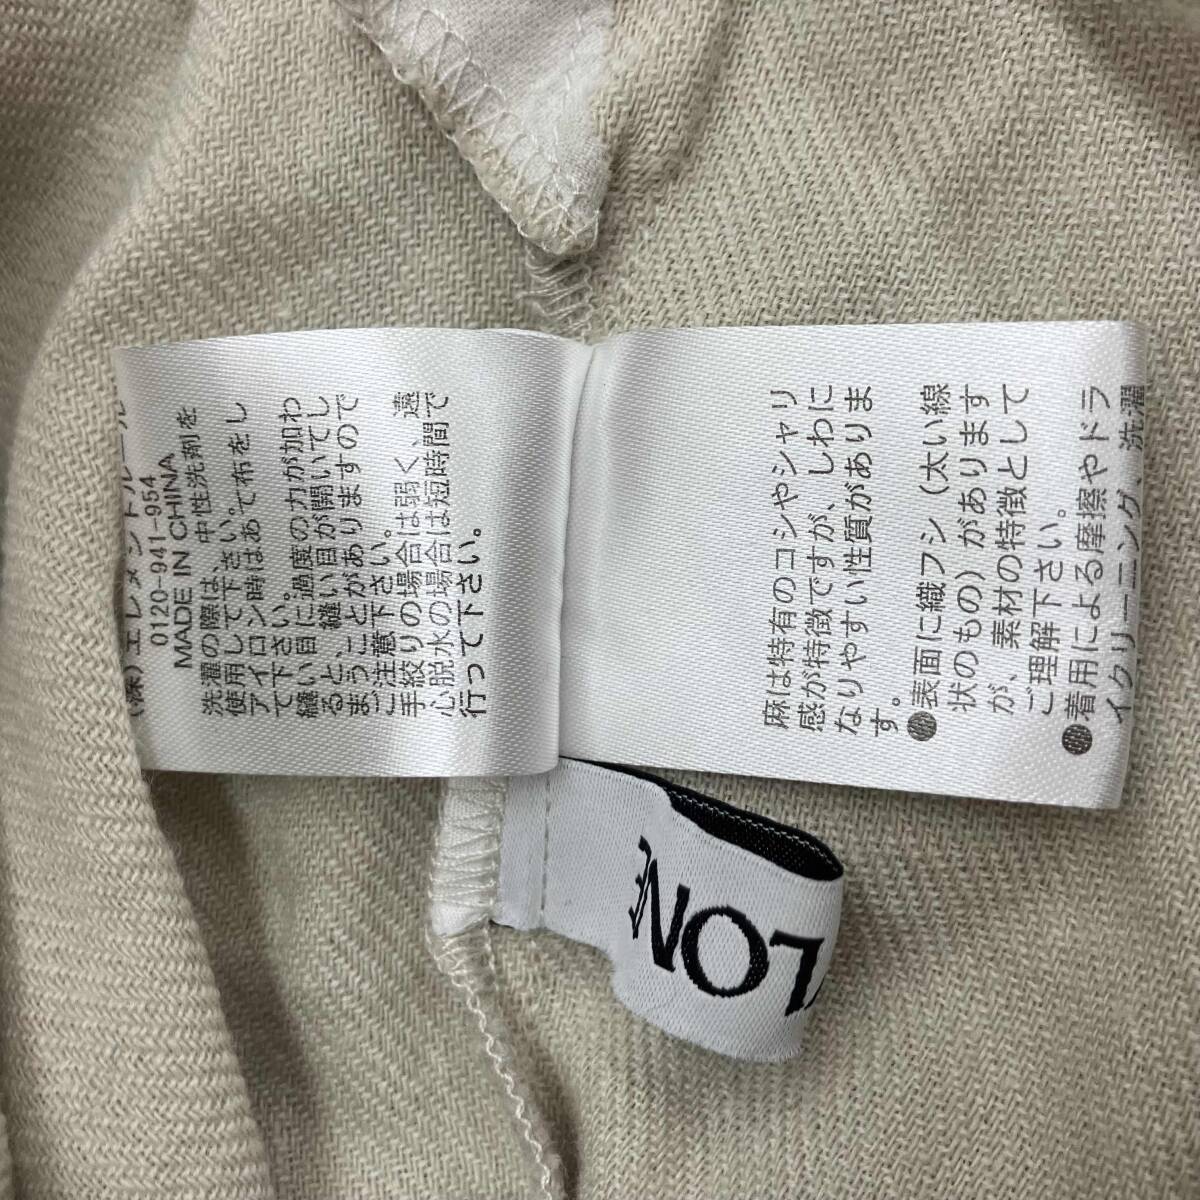 (株)エレメントルール
0120-941-954
MADE IN CHINA
洗濯の際は、中性洗剤を
使用して下さい。
アイロン時はあて布をし
て下さい。
縫い目に過度の力が加わ
ると、縫い目が開いてし
まうことがありますので
ご注意下さい。
手絞りの場合は弱く、遠
心脱水の場合は短時間で
行って下さい。
麻は特有のコシやシャリ
感が特徴ですが、しわに
なりやすい性質がありま
す。
●表面に織フシ(太い線
状のもの)があります
が、素材の特徴として
ご理解下さい。
●着用による摩擦やドラ
イクリーニング、洗濯
LON